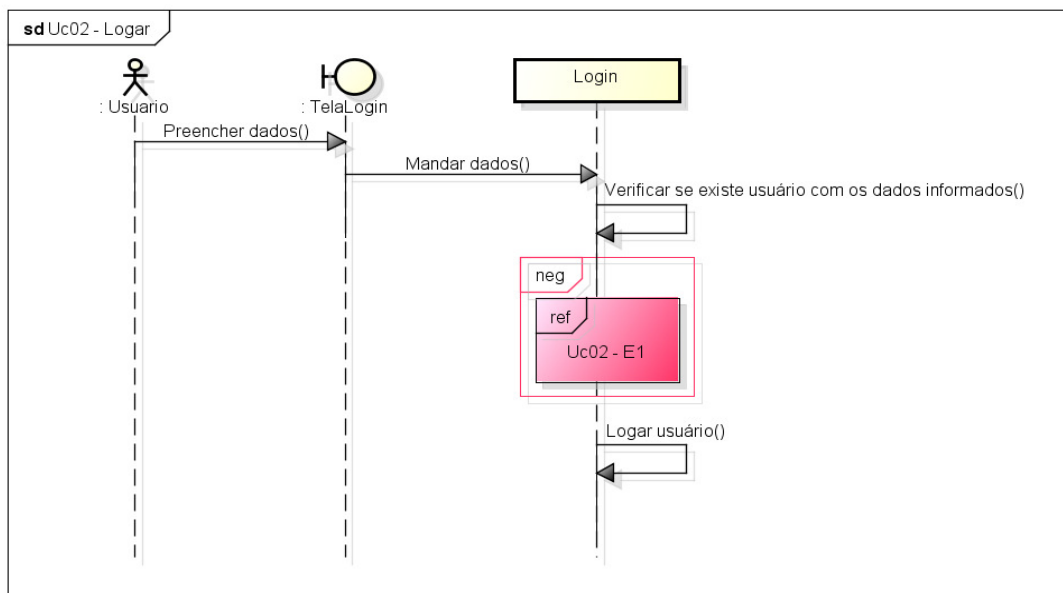 sd Uc02 - Logar
: Usuario
: TelaLogin
Login
Preencher dados()
Mandar dados()
Verificar se existe usuário com os dados informados()
neg
ref
Uc02 - E1
Logar usuário()